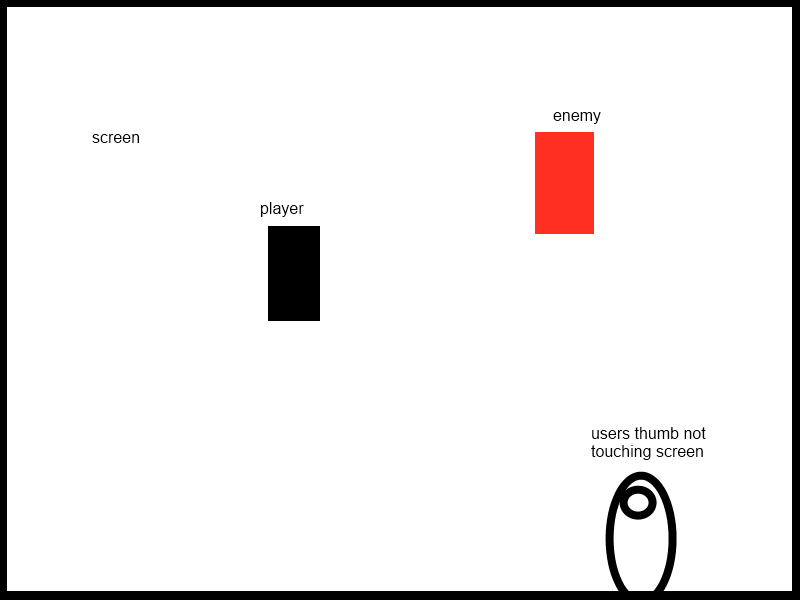 enemy
screen
player
users thumb not
touching screen